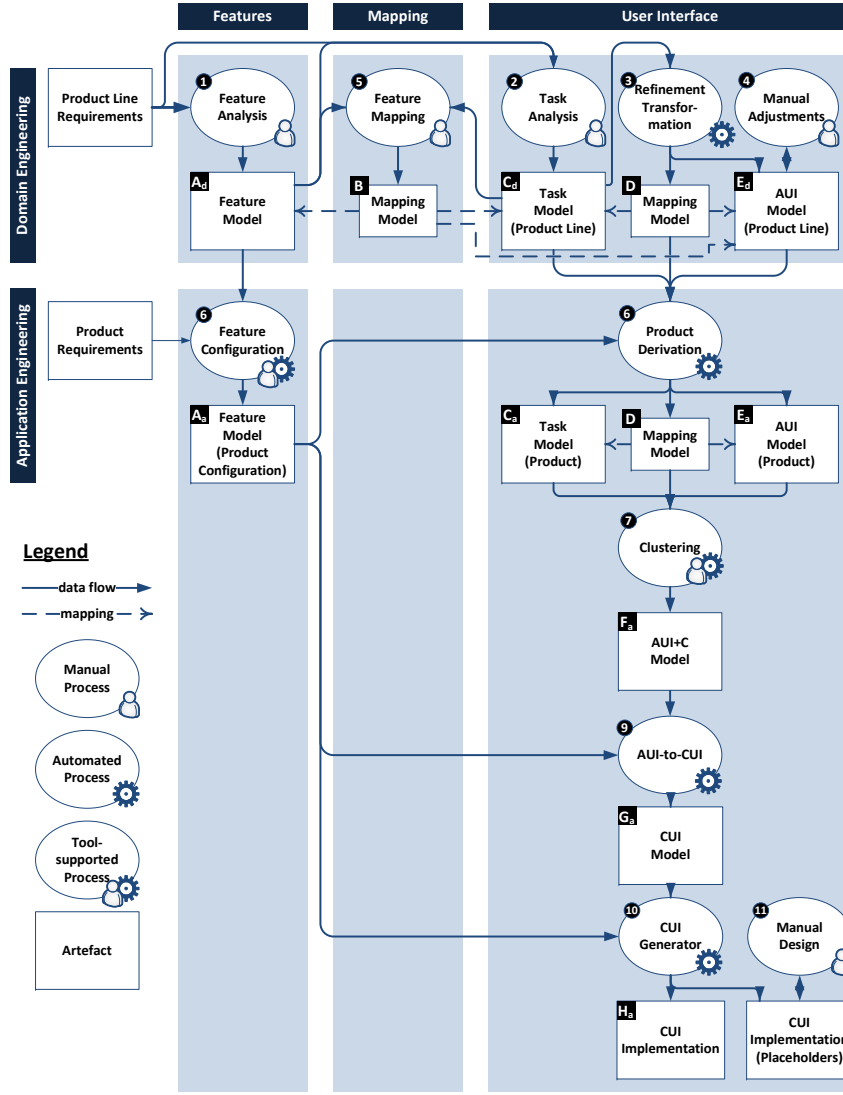 Features
Mapping
User Interface
Domain Engineering
Product Line
Requirements
1
Feature
Analysis
5
Feature
Mapping
2
Task
Analysis
3
Refinement
Transfor-
mation
4
Manual
Adjustments
Ad
Feature
Model
B
Mapping
Model
Cd
Task
Model
(Product Line)
D
Mapping
Model
Ed
AUI
Model
(Product Line)
Application Engineering
Product
Requirements
6
Feature
Configuration
6
Product
Derivation
Aa
Feature
Model
(Product
Configuration)
Ca
Task
Model
(Product)
D
Mapping
Model
Ea
AUI
Model
(Product)
7
Clustering
Legend
data flow
mapping
Manual
Process
Automated
Process
Tool-
supported
Process
Artefact
Fa
AUI+C
Model
9
AUI-to-CUI
Ga
CUI
Model
10
CUI
Generator
11
Manual
Design
Ha
CUI
Implementation
CUI
Implementation
(Placeholders)